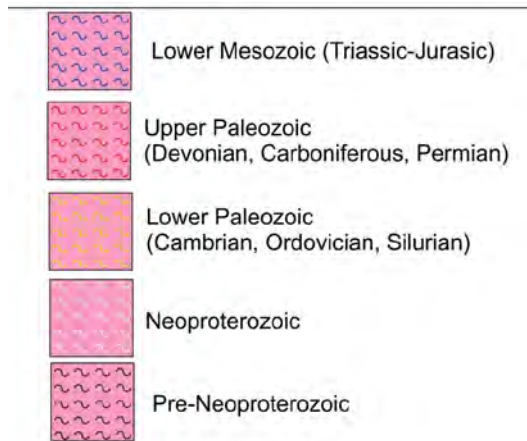 Lower Mesozoic (Triassic-Jurasic)
Upper Paleozoic
(Devonian, Carboniferous, Permian)
Lower Paleozoic
(Cambrian, Ordovician, Silurian)
Neoproterozoic
Pre-Neoproterozoic